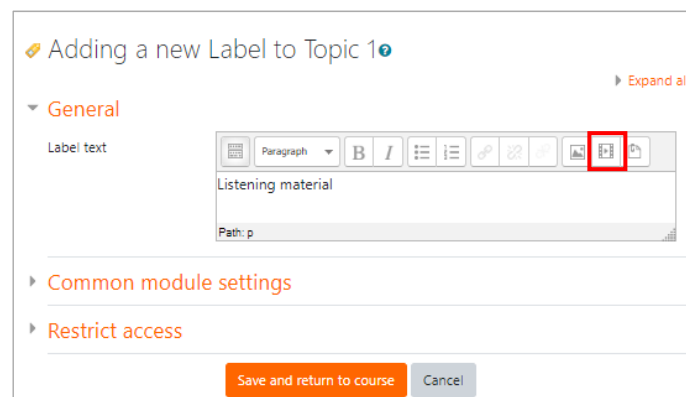 Adding a new Label to Topic 1
Expand al
General
Label text
Paragraph B I
Listening material
Path: p
Common module settings
Restrict access
Save and return to course Cancel